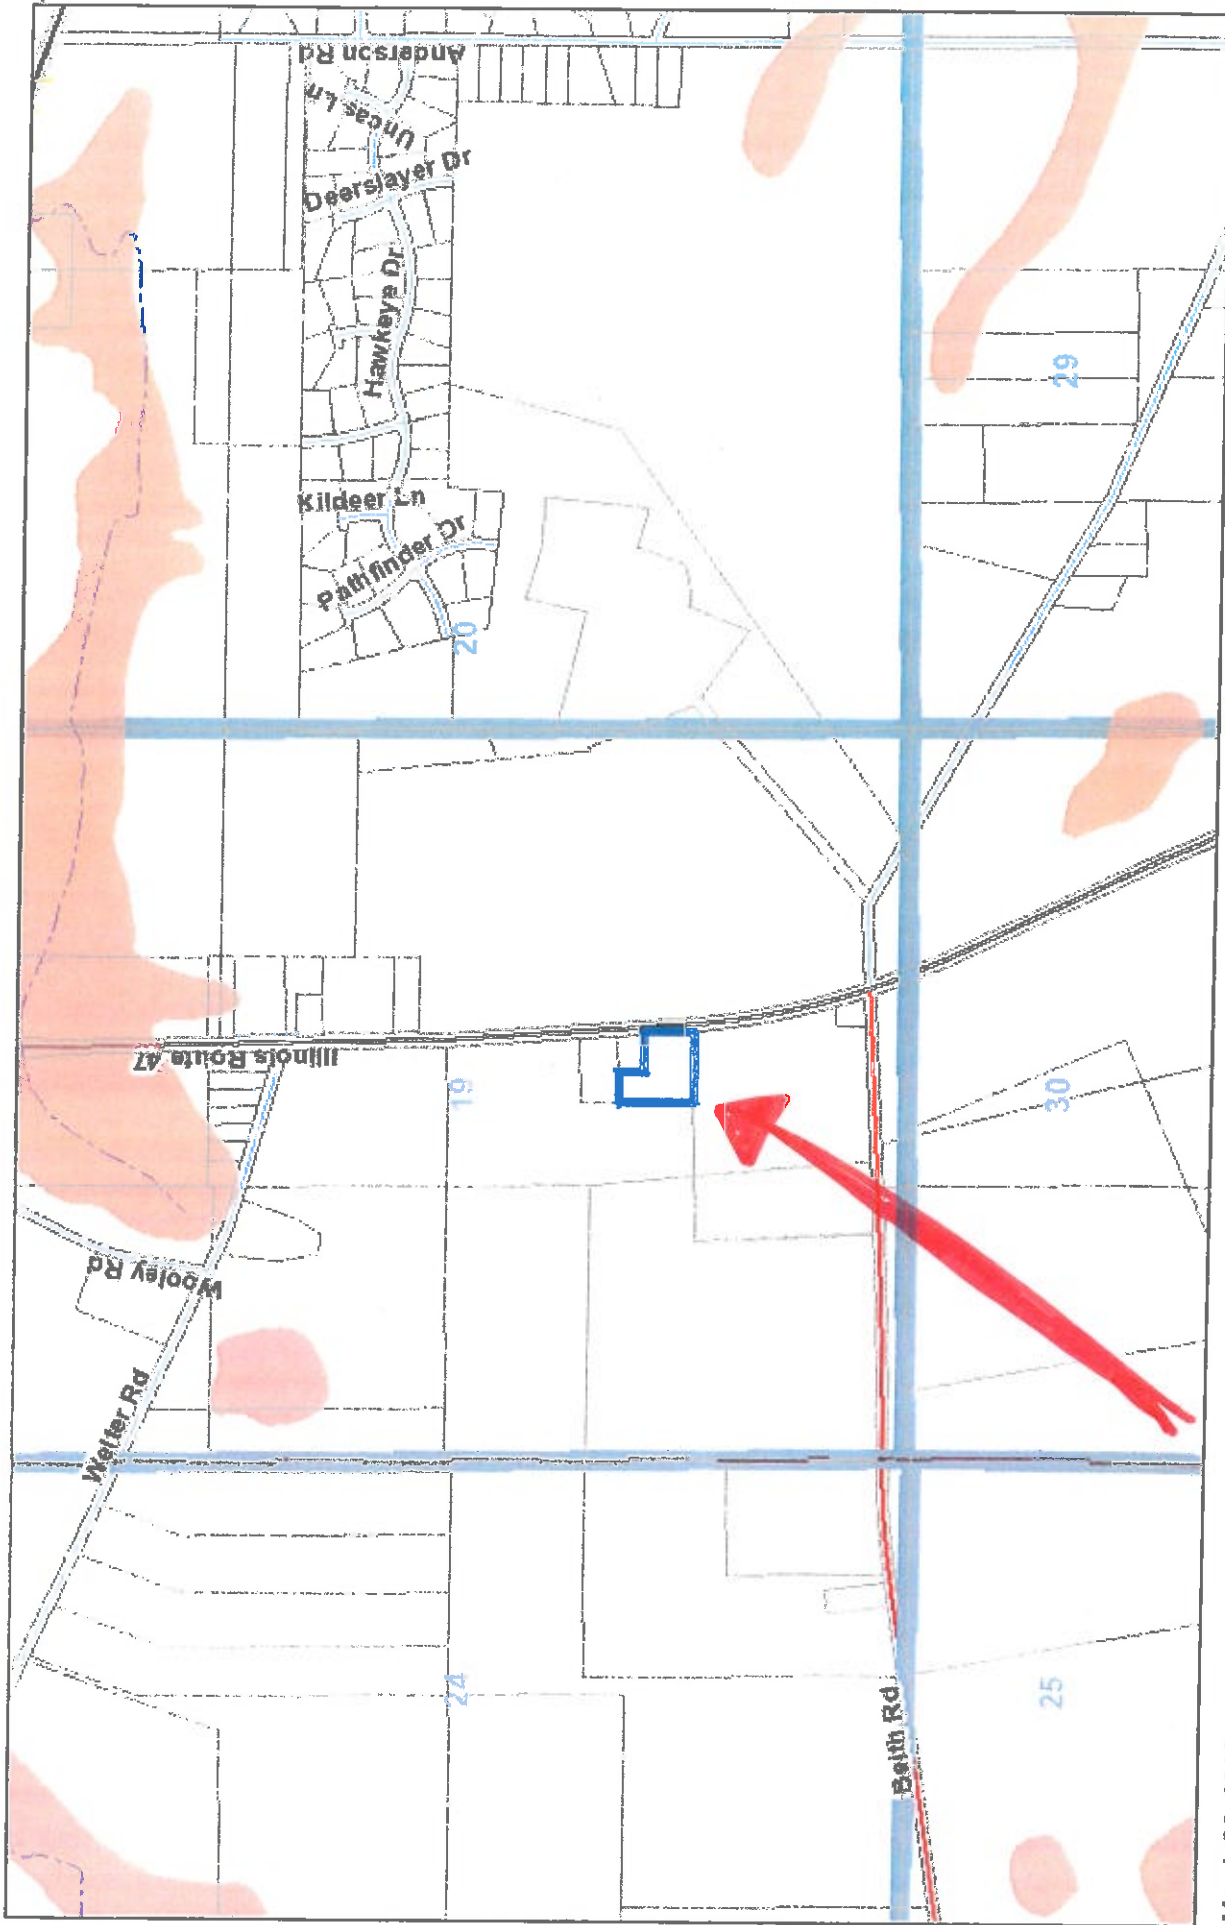 Anderson Rd
Uncas Ln
Deerslayer Dr
Hawkeye Dr
Kildeer Ln
Pathfinder Dr
20
29
Illinois Route 47
19
30
Wooley Rd
Welter Rd
24
25
Beith Rd